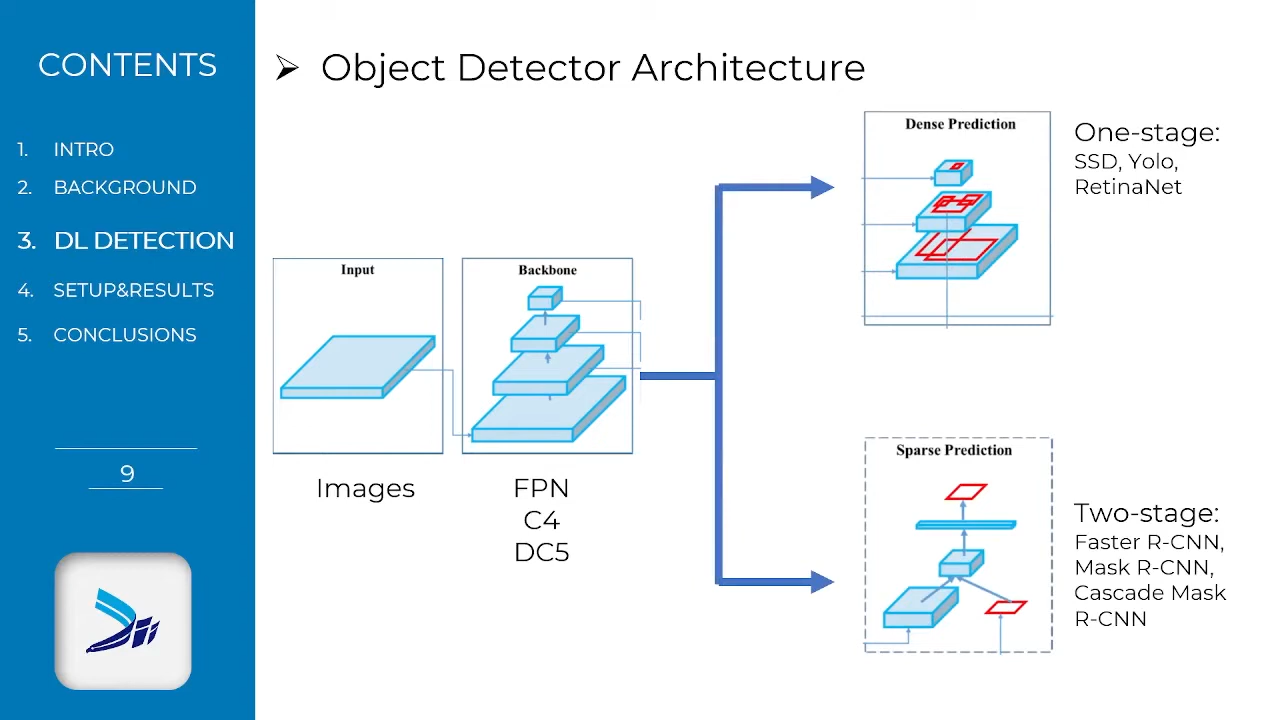 CONTENTS
1. INTRO
2. BACKGROUND
3. DL DETECTION
4. SETUP&RESULTS
5. CONCLUSIONS
9
➢ Object Detector Architecture
Input
Images
Backbone
FPN
C4
DC5
Dense Prediction
One-stage:
SSD, Yolo,
RetinaNet
Sparse Prediction
Two-stage:
Faster R-CNN,
Mask R-CNN,
Cascade Mask
R-CNN